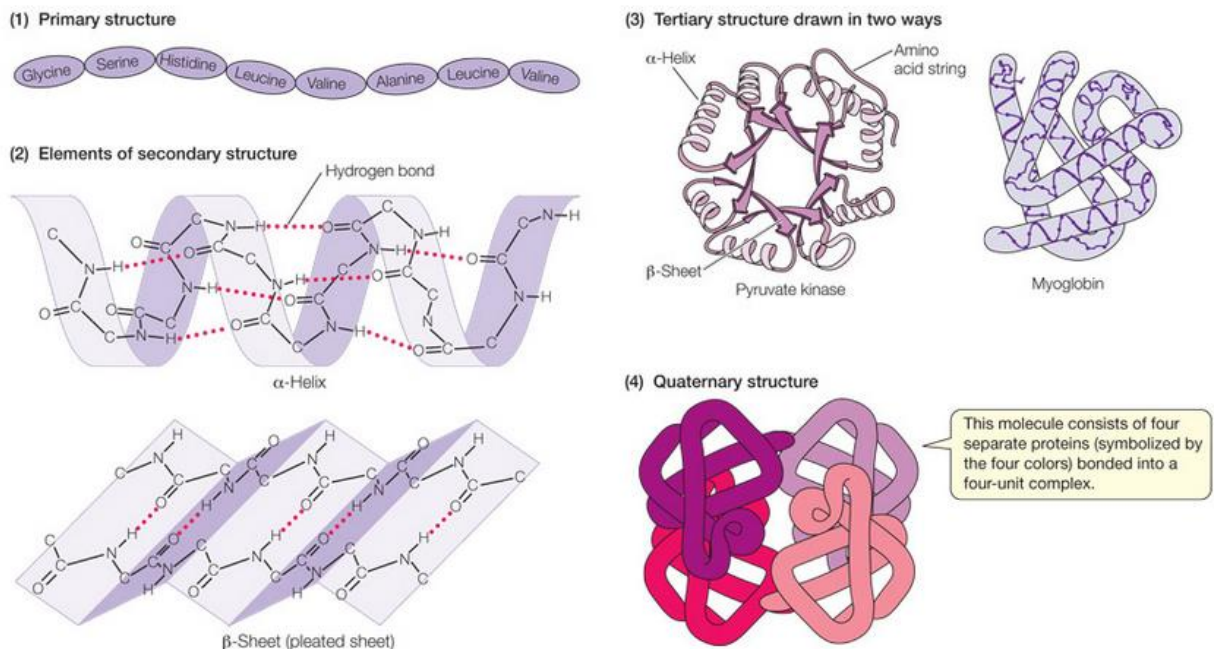 (1) Primary structure
Glycine Serine Histidine Leucine Valine Alanine Leucine Valine
(2) Elements of secondary structure
Hydrogen bond
C N H O C N H O C N H O C N H O C N H O C N H
α-Helix
C N H O C N H O C N H O C N H O C N H O C
β-Sheet (pleated sheet)
(3) Tertiary structure drawn in two ways
α-Helix
Amino
acid string
β-Sheet
Pyruvate kinase
Myoglobin
(4) Quaternary structure
This molecule consists of four
separate proteins (symbolized by
the four colors) bonded into a
four-unit complex.